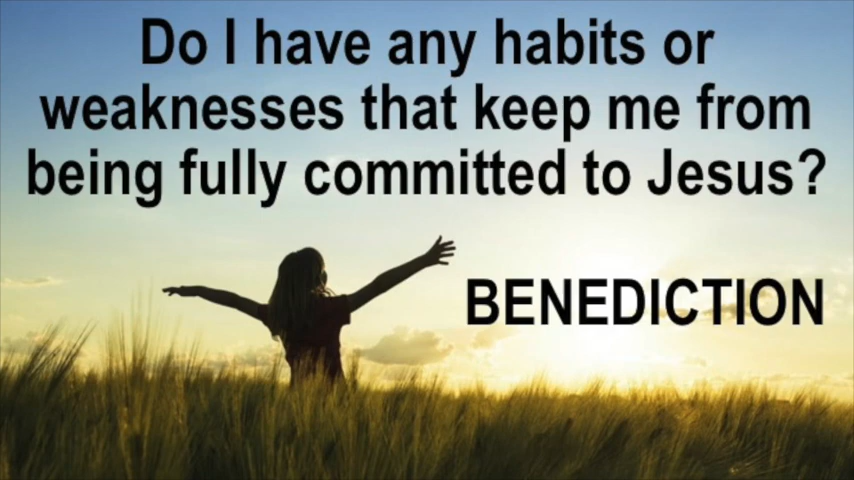 Do I have any habits or
weaknesses that keep me from
being fully committed to Jesus?
BENEDICTION